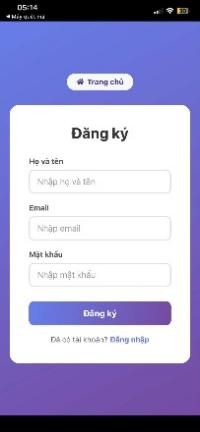 05:14
Máy quét mã
Trang chủ
Đăng ký
Họ và tên
Nhập họ và tên
Email
Nhập email
Mật khẩu
Nhập mật khẩu
Đăng ký
Đã có tài khoản? Đăng nhập